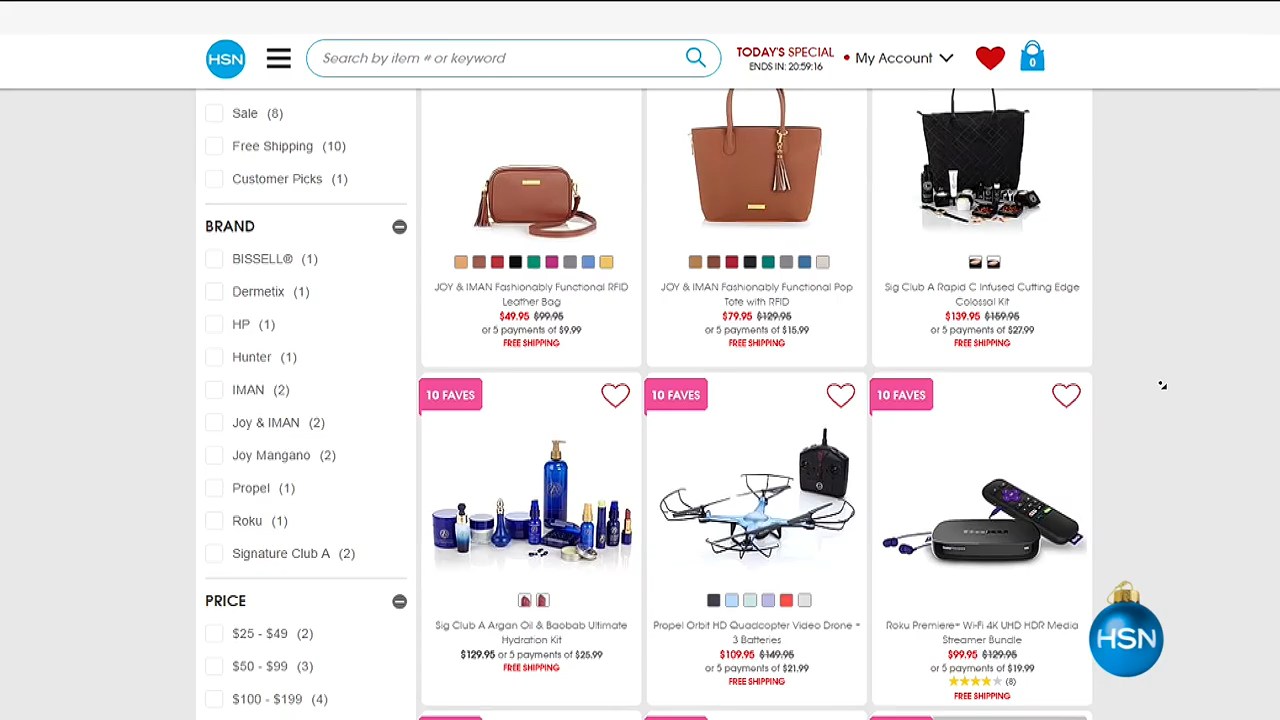 HSN
Search by item # or keyword
TODAY'S SPECIAL
ENDS IN: 20:59:16
My Account
0
Sale (8)
Free Shipping (10)
Customer Picks (1)
BRAND
BISSELL® (1)
Dermetix (1)
HP (1)
Hunter (1)
IMAN (2)
Joy & IMAN (2)
Joy Mangano (2)
Propel (1)
Roku (1)
Signature Club A (2)
PRICE
$25 - $49 (2)
$50 - $99 (3)
$100 - $199 (4)
JOY & IMAN Fashionably Functional RFID
Leather Bag
$49.95 $99.95
or 5 payments of $9.99
FREE SHIPPING
JOY & IMAN Fashionably Functional Pop
Tote with RFID
$79.95 $129.95
or 5 payments of $15.99
FREE SHIPPING
Sig Club A Rapid C Infused Cutting Edge
Colossal Kit
$139.95 $159.95
or 5 payments of $27.99
FREE SHIPPING
10 FAVES
Sig Club A Argan Oil & Baobab Ultimate
Hydration Kit
$129.95 or 5 payments of $25.99
FREE SHIPPING
10 FAVES
Propel Orbit HD Quadcopter Video Drone -
3 Batteries
$109.95 $149.95
or 5 payments of $21.99
FREE SHIPPING
10 FAVES
Roku Premiere+ Wi-Fi 4K UHD HDR Media
Streamer Bundle
$99.95 $129.95
or 5 payments of $19.99
(8)
FREE SHIPPING
HSN